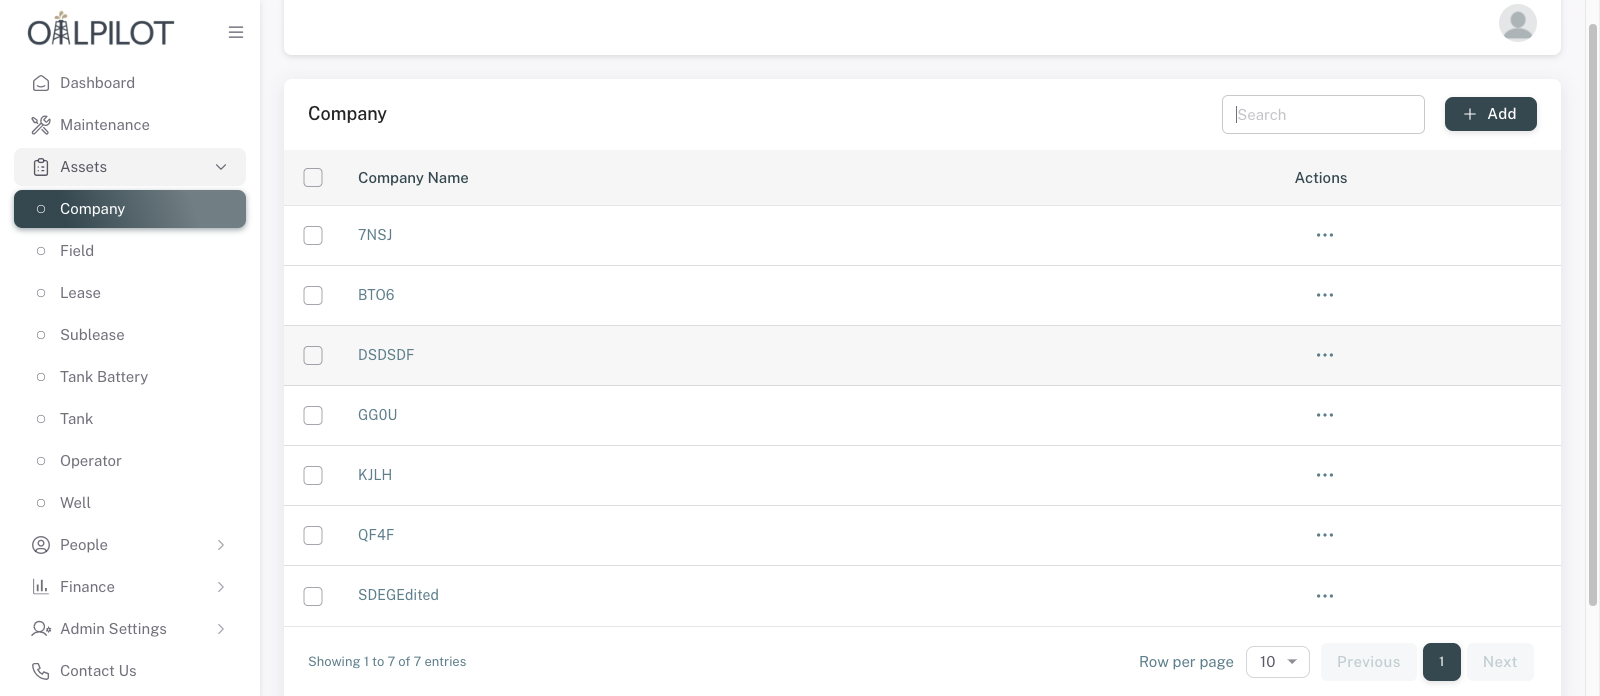 OILPILOT
Dashboard
Maintenance
Assets
Company
Field
Lease
Sublease
Tank Battery
Tank
Operator
Well
People
Finance
Admin Settings
Contact Us
Company
Search
Add
Company Name Actions
7NSJ
BTO6
DSDSDF
GG0U
KJLH
QF4F
SDEGEdited
Showing 1 to 7 of 7 entries
Row per page 10 Previous 1 Next